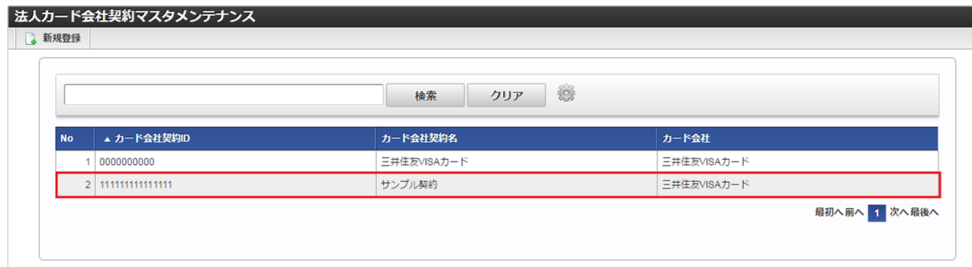 法人カード会社契約マスタメンテナンス
新規登録
検索 クリア
No ▲ カード会社契約ID カード会社契約名 カード会社
1 0000000000 三井住友VISAカード 三井住友VISAカード
2 111111111111111 サンプル契約 三井住友VISAカード
最初へ 前へ 1 次へ 最後へ